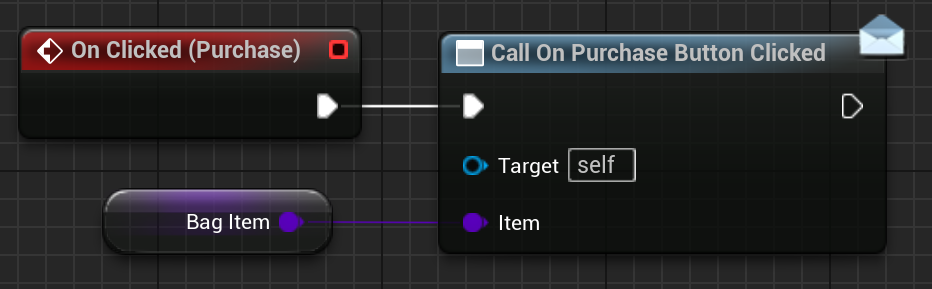 On Clicked (Purchase)
Call On Purchase Button Clicked
Target self
Bag Item
Item